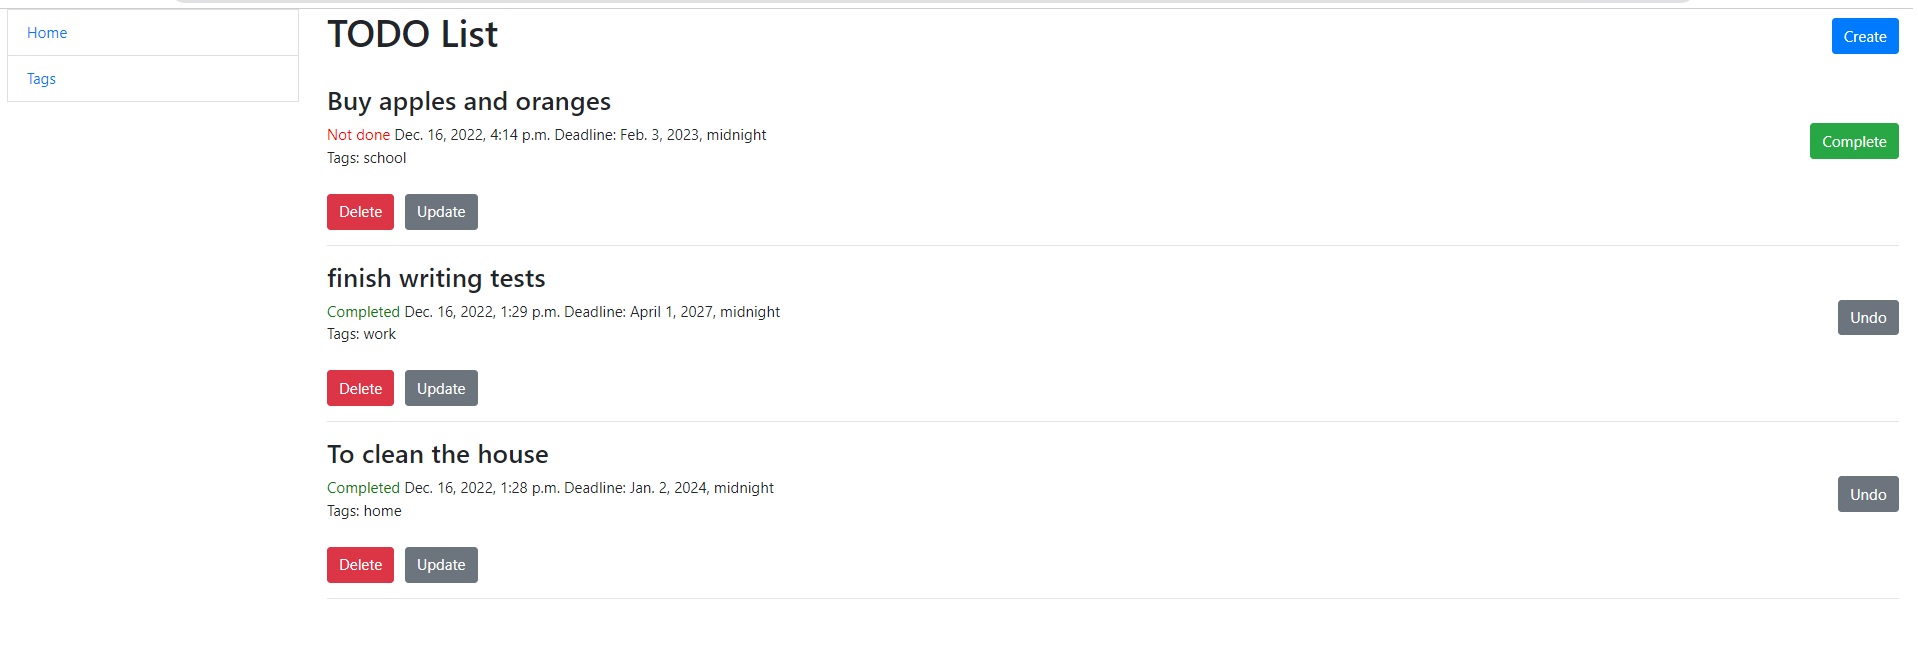 Home
Tags
TODO List
Create
Buy apples and oranges
Not done Dec. 16, 2022, 4:14 p.m. Deadline: Feb. 3, 2023, midnight
Tags: school
Complete
Delete Update
finish writing tests
Completed Dec. 16, 2022, 1:29 p.m. Deadline: April 1, 2027, midnight
Tags: work
Undo
Delete Update
To clean the house
Completed Dec. 16, 2022, 1:28 p.m. Deadline: Jan. 2, 2024, midnight
Tags: home
Undo
Delete Update